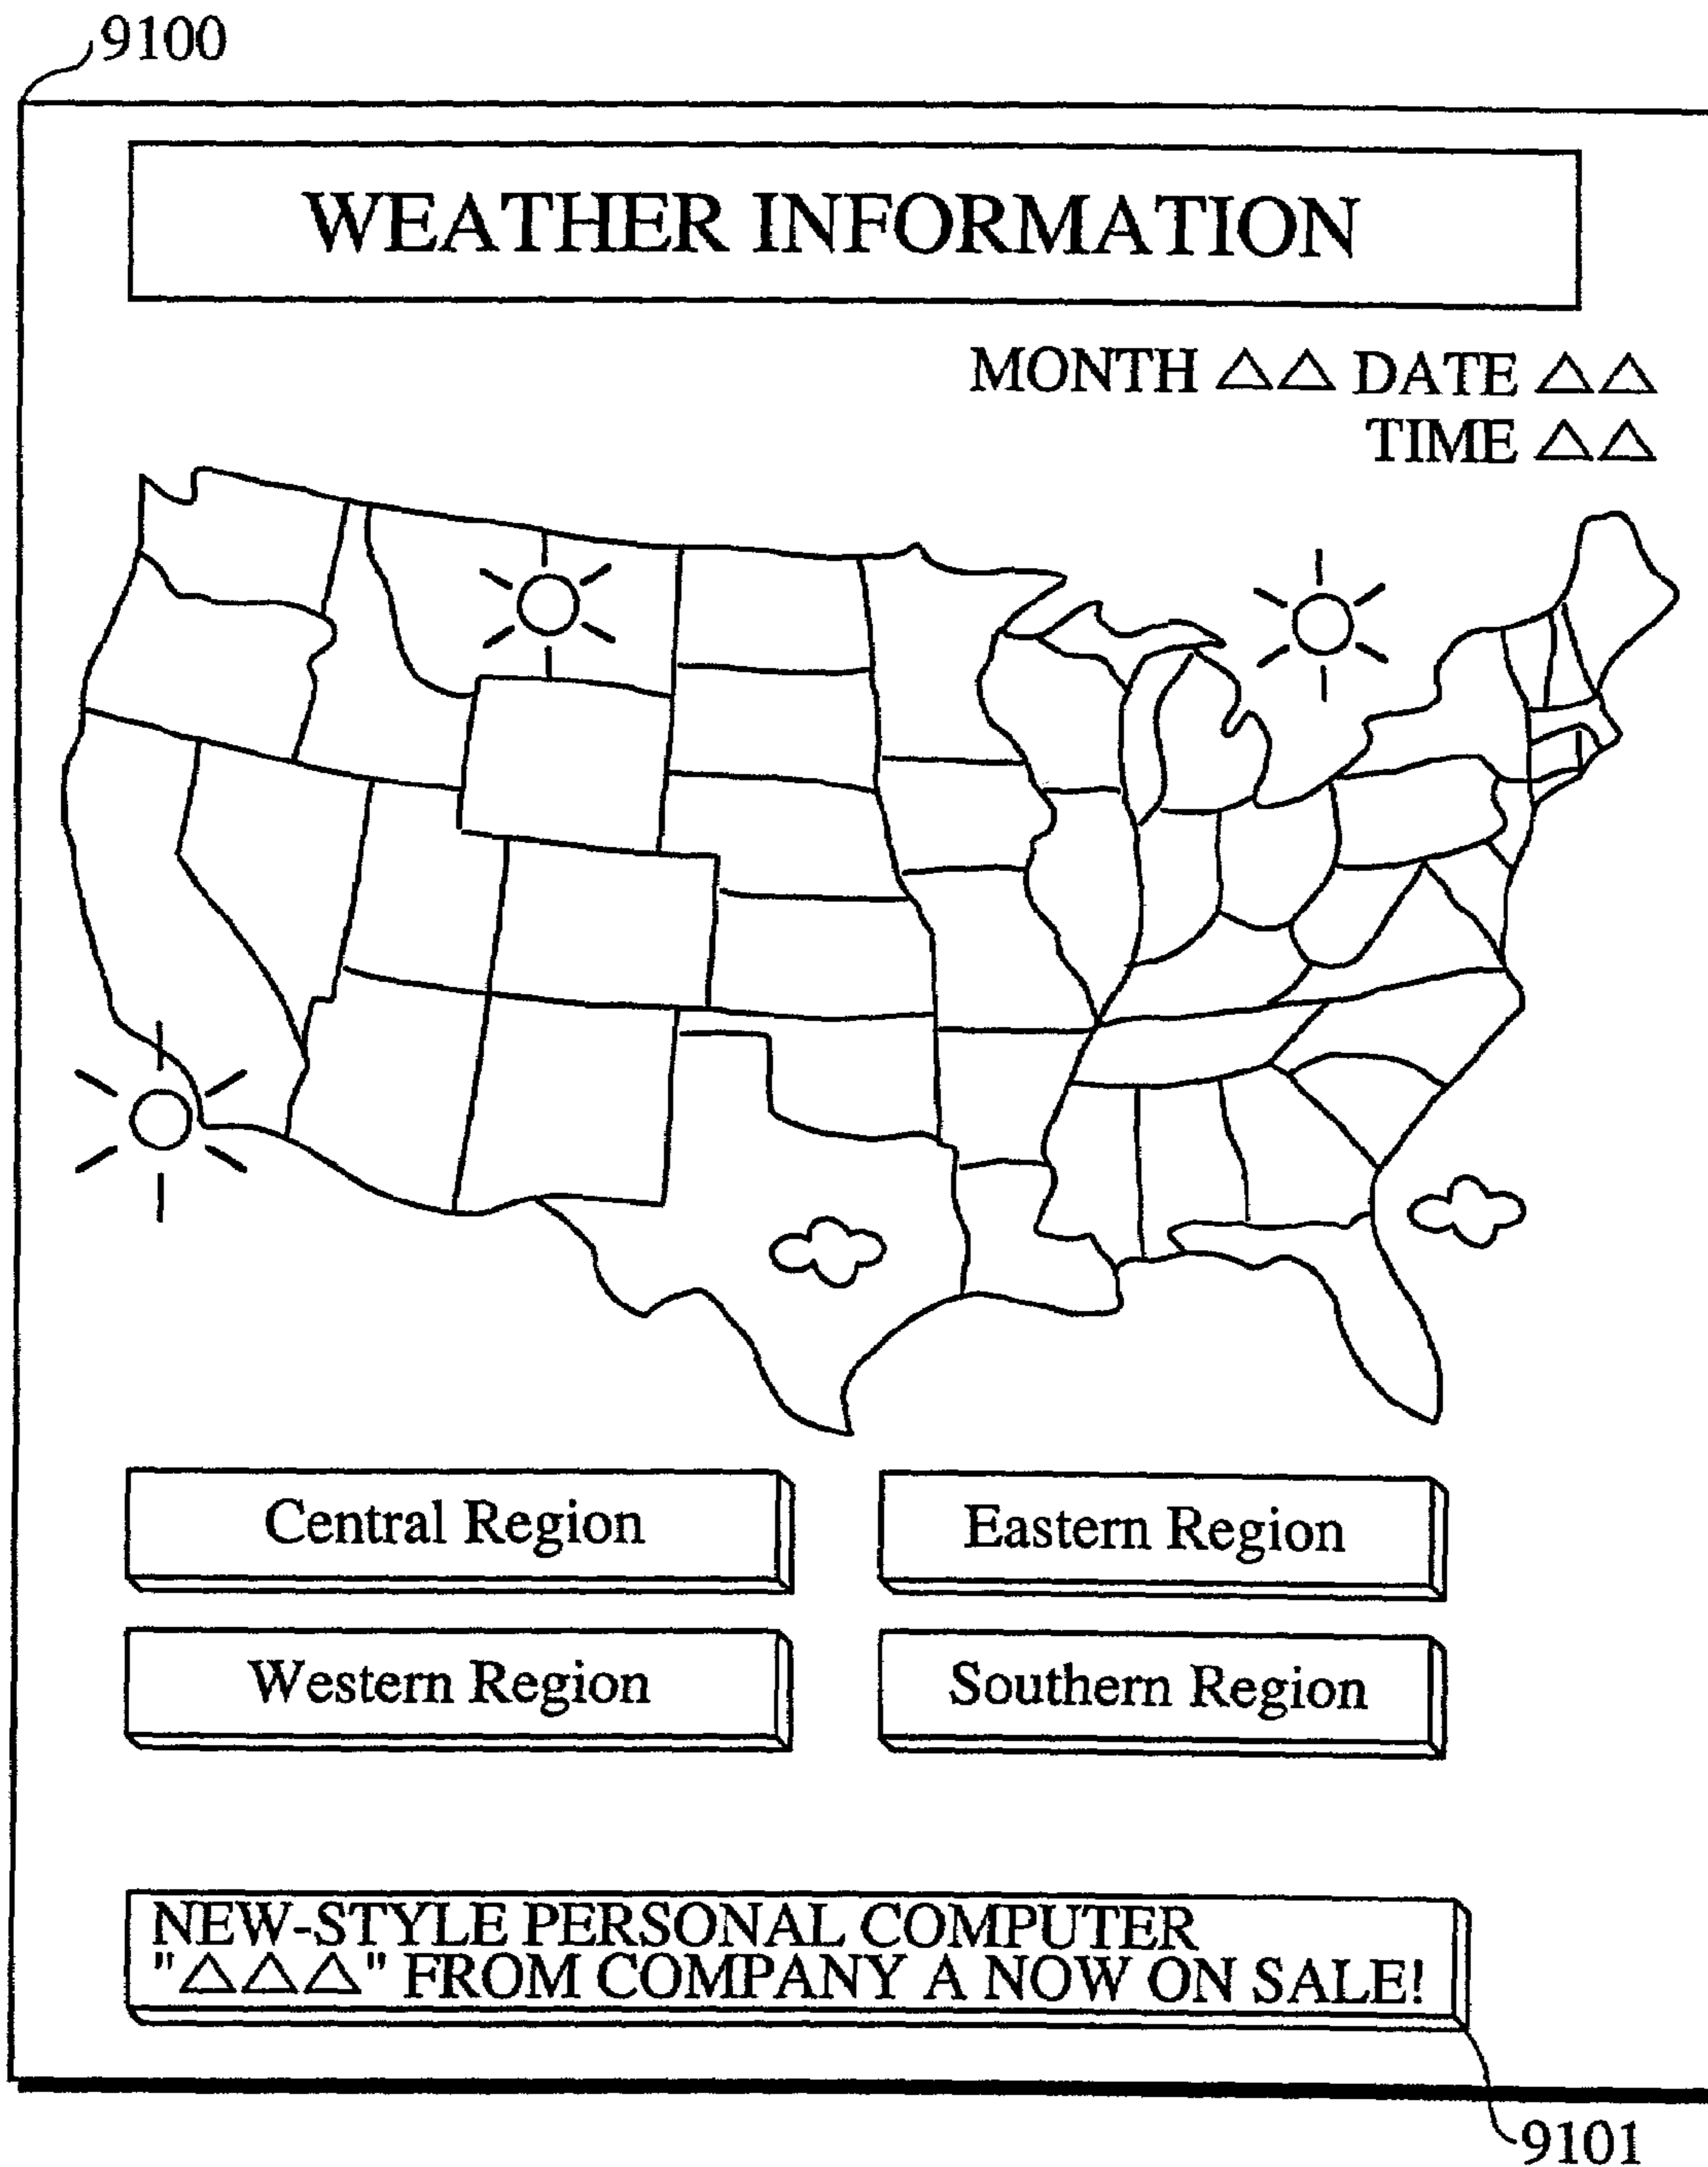 9100
WEATHER INFORMATION
MONTH △△ DATE △△
TIME △△
Central Region
Eastern Region
Western Region
Southern Region
NEW-STYLE PERSONAL COMPUTER
"△△△" FROM COMPANY A NOW ON SALE!
9101